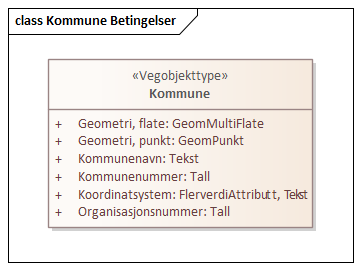 class Kommune Betingelser
«Vegobjekttype»
Kommune
+ Geometri, flate: GeomMultiFlate
+ Geometri, punkt: GeomPunkt
+ Kommunenavn: Tekst
+ Kommunenummer: Tall
+ Koordinatsystem: FlerverdiAttributt, Tekst
+ Organisasjonsnummer: Tall